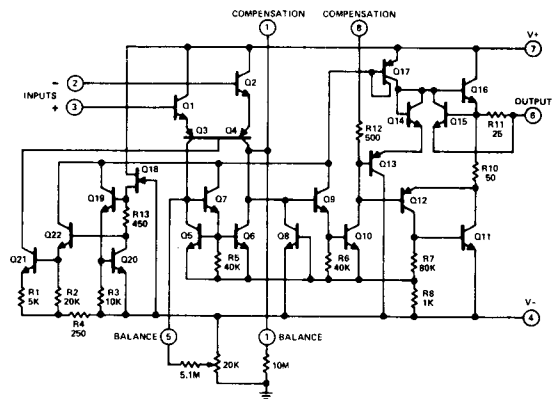 COMPENSATION COMPENSATION
1 8
V+
7
Q17
Q2
− 2
INPUTS
Q1
+ 3
Q16
OUTPUT
6
Q14 Q15
R11
25
R12
500
Q3 Q4
Q13
R10
50
Q18
Q19
Q7
Q9
Q12
R13
450
Q22
Q21
Q20
Q5 Q6
Q8
Q10
Q11
R5
40K
R6
40K
R7
80K
R1
5K
R2
20K
R3
10K
R8
1K
R4
250
V−
4
BALANCE 5
1 BALANCE
20K
10M
5.1M